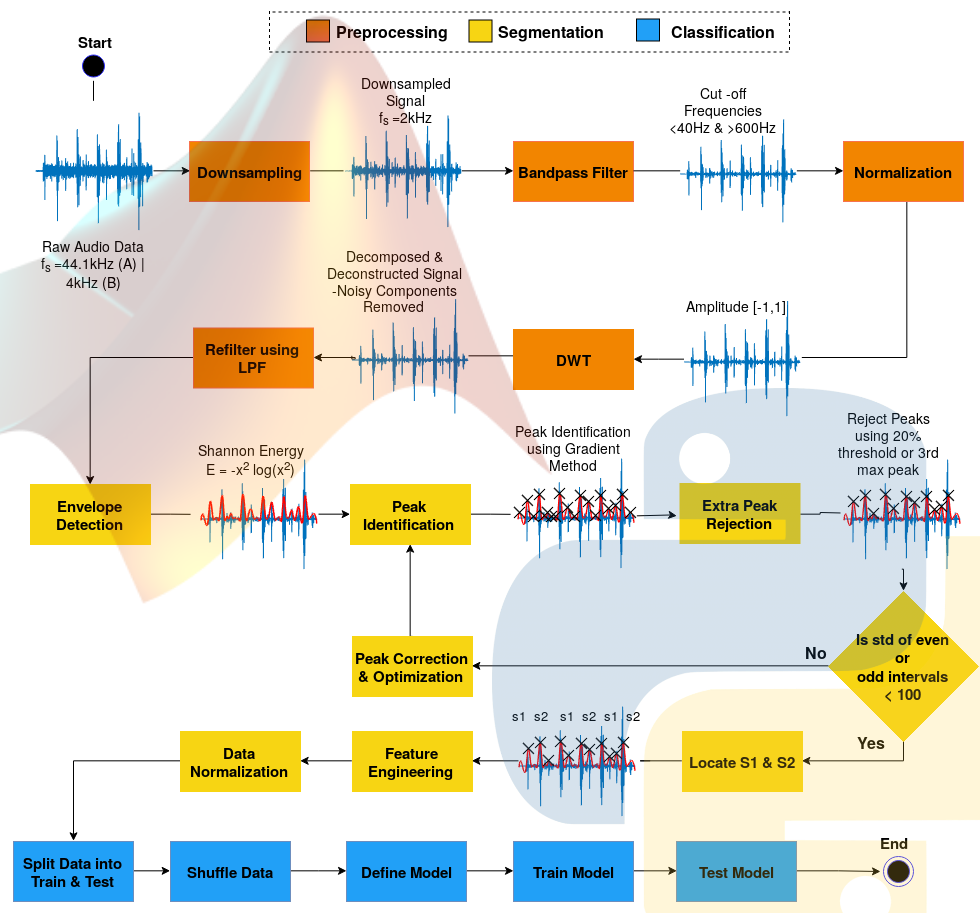 Preprocessing
Segmentation
Classification
Start
Downsampled
Signal
fs =2kHz
Cut -off
Frequencies
<40Hz & >600Hz
Downsampling
Bandpass Filter
Normalization
Raw Audio Data
fs =44.1kHz (A) |
4kHz (B)
Decomposed &
Deconstructed Signal
-Noisy Components
Removed
Amplitude [-1,1]
Refilter using
LPF
DWT
Shannon Energy
E = -x² log(x²)
Peak Identification
using Gradient
Method
Reject Peaks
using 20%
threshold or 3rd
max peak
Envelope
Detection
Peak
Identification
Extra Peak
Rejection
Is std of even
or
odd intervals
< 100
No
Peak Correction
& Optimization
Yes
s1 s2 s1 s2 s1 s2
Data
Normalization
Feature
Engineering
Locate S1 & S2
Split Data into
Train & Test
Shuffle Data
Define Model
Train Model
Test Model
End